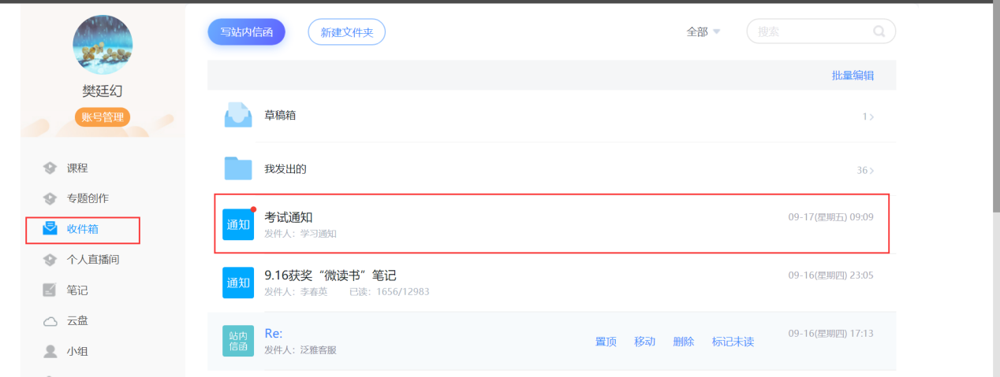 写站内信函
新建文件夹
全部
搜索
批量编辑
樊廷幻
账号管理
课程
专题创作
收件箱
个人直播间
笔记
云盘
小组
草稿箱
1
我发出的
36
通知
考试通知
09-17(星期五) 09:09
发件人：学习通知
通知
9.16获奖“微读书”笔记
09-16(星期四) 23:05
发件人：李春英 已读：1656/12983
站内
信函
Re:
09-16(星期四) 17:13
发件人：泛雅客服
置顶 移动 删除 标记未读